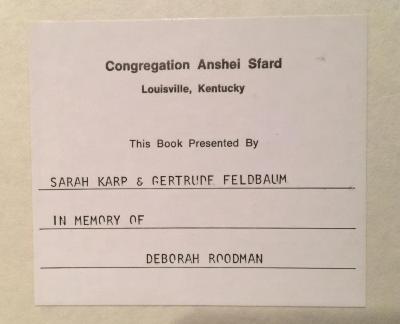 Congregation Anshei Sfard
Louisville, Kentucky
This Book Presented By
SARAH KARP & GERTRUDE FELDBAUM
IN MEMORY OF
DEBORAH ROODMAN